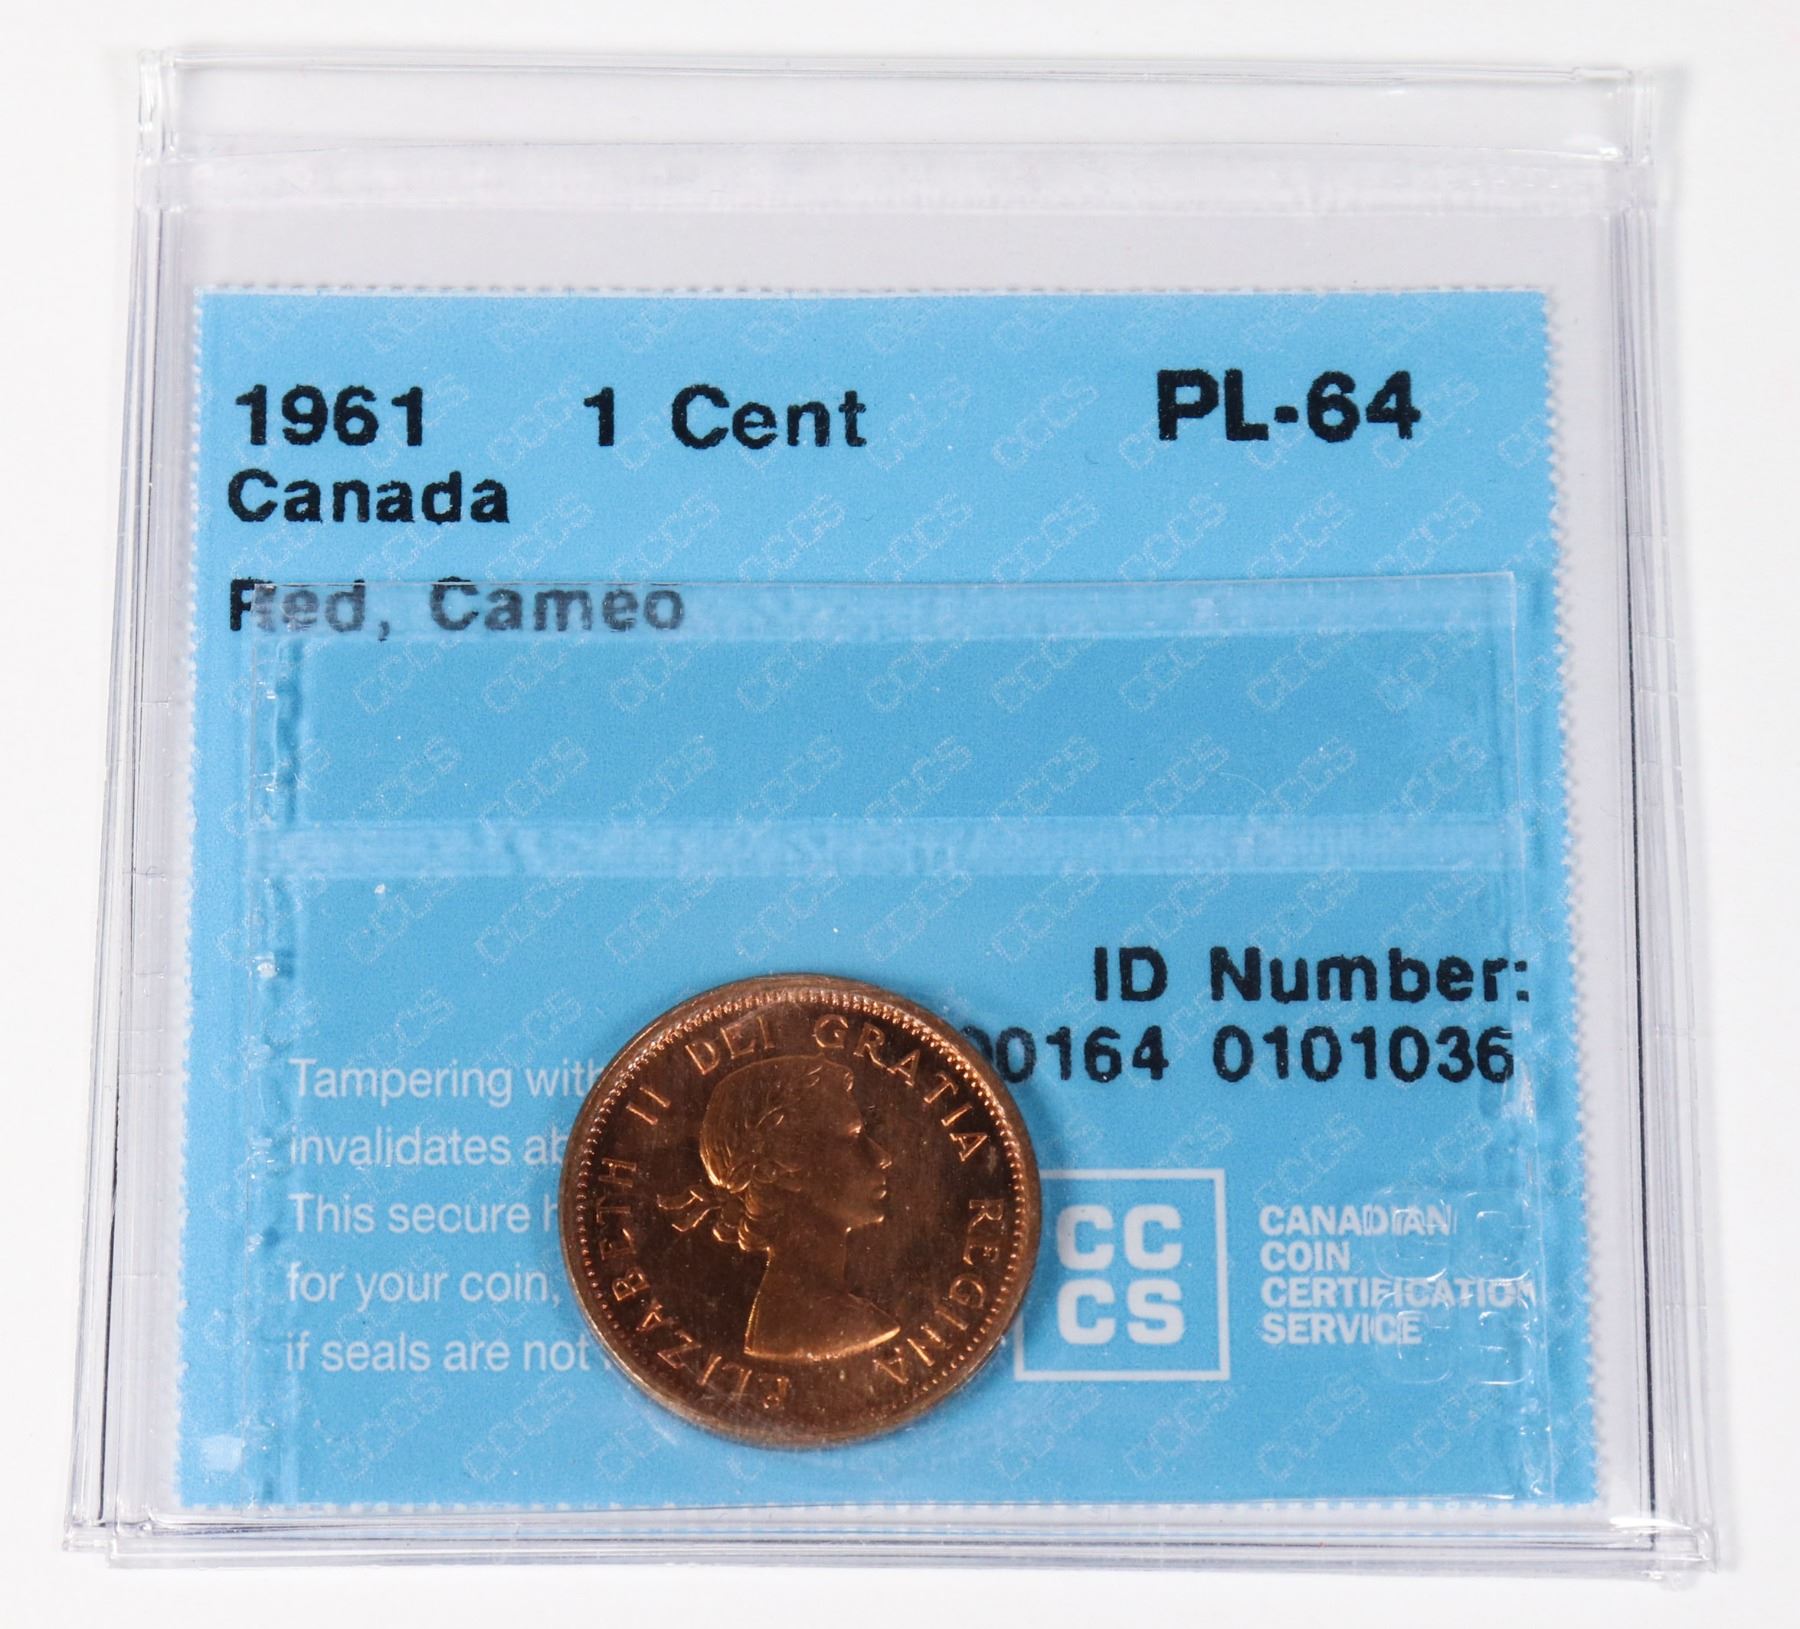 1961 1 Cent PL-64
Canada
Red, Cameo
ID Number:
00164 0101036
Tampering with
invalidates
This secure
for your coin,
if seals are not
CC
CS
CANADIAN
COIN
CERTIFICATION
SERVICE
ELIZABETH II DEI GRATIA REGINA